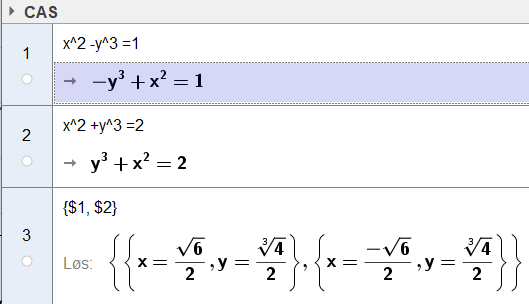 CAS
1
x^2 -y^3 =1
→ −y³ + x² = 1
2
x^2 +y^3 =2
→ y³ + x² = 2
3
{$1, $2}
Løs: {{x = √6/2, y = ∛4/2}, {x = −√6/2, y = ∛4/2}}